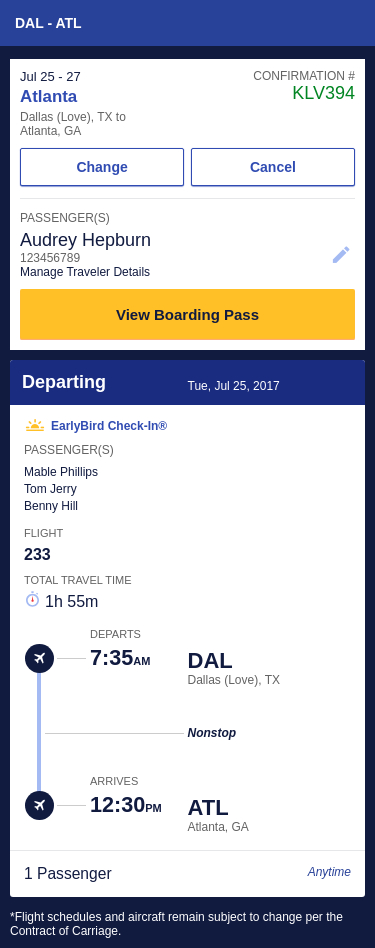 DAL - ATL
Jul 25 - 27
CONFIRMATION #
Atlanta
KLV394
Dallas (Love), TX to
Atlanta, GA
Change
Cancel
PASSENGER(S)
Audrey Hepburn
123456789
Manage Traveler Details
View Boarding Pass
Departing
Tue, Jul 25, 2017
EarlyBird Check-In®
PASSENGER(S)
Mable Phillips
Tom Jerry
Benny Hill
FLIGHT
233
TOTAL TRAVEL TIME
1h 55m
DEPARTS
7:35AM
DAL
Dallas (Love), TX
Nonstop
ARRIVES
12:30PM
ATL
Atlanta, GA
1 Passenger
Anytime
*Flight schedules and aircraft remain subject to change per the
Contract of Carriage.